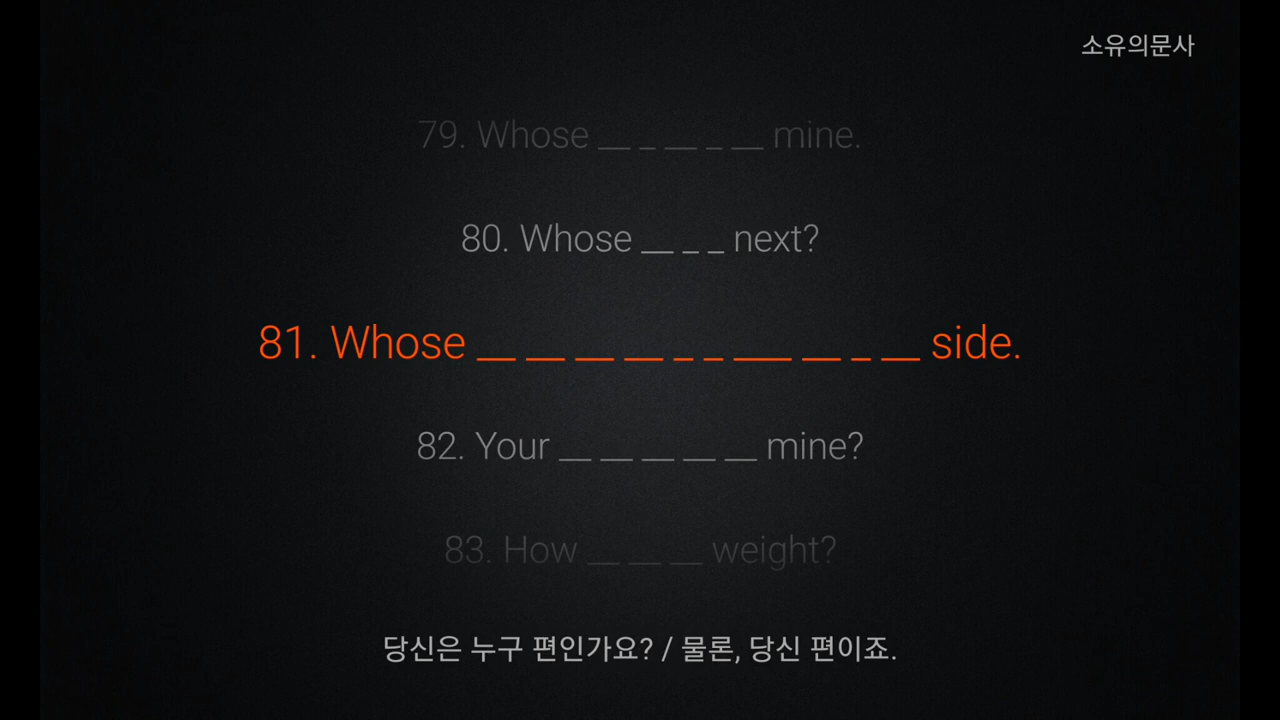 소유의문사
79. Whose __ _ __ _ __ mine.
80. Whose __ _ _ next?
81. Whose __ __ __ __ _ _ ___ __ _ __ side.
82. Your __ __ __ __ __ mine?
83. How __ __ __ weight?
당신은 누구 편인가요? / 물론, 당신 편이죠.